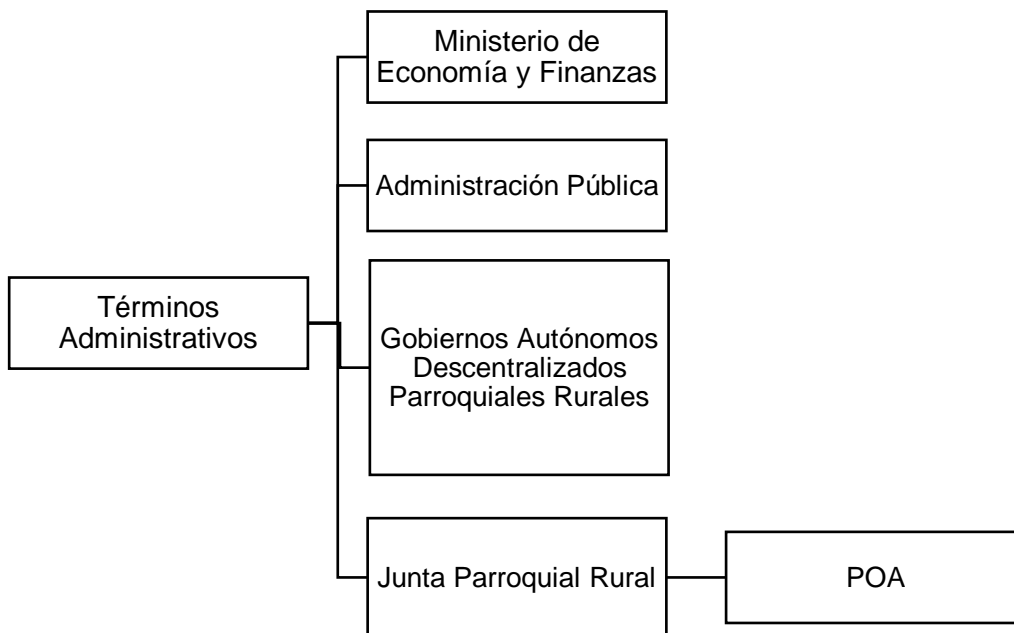 Ministerio de
Economía y Finanzas
Administración Pública
Términos
Administrativos
Gobiernos Autónomos
Descentralizados
Parroquiales Rurales
Junta Parroquial Rural
POA